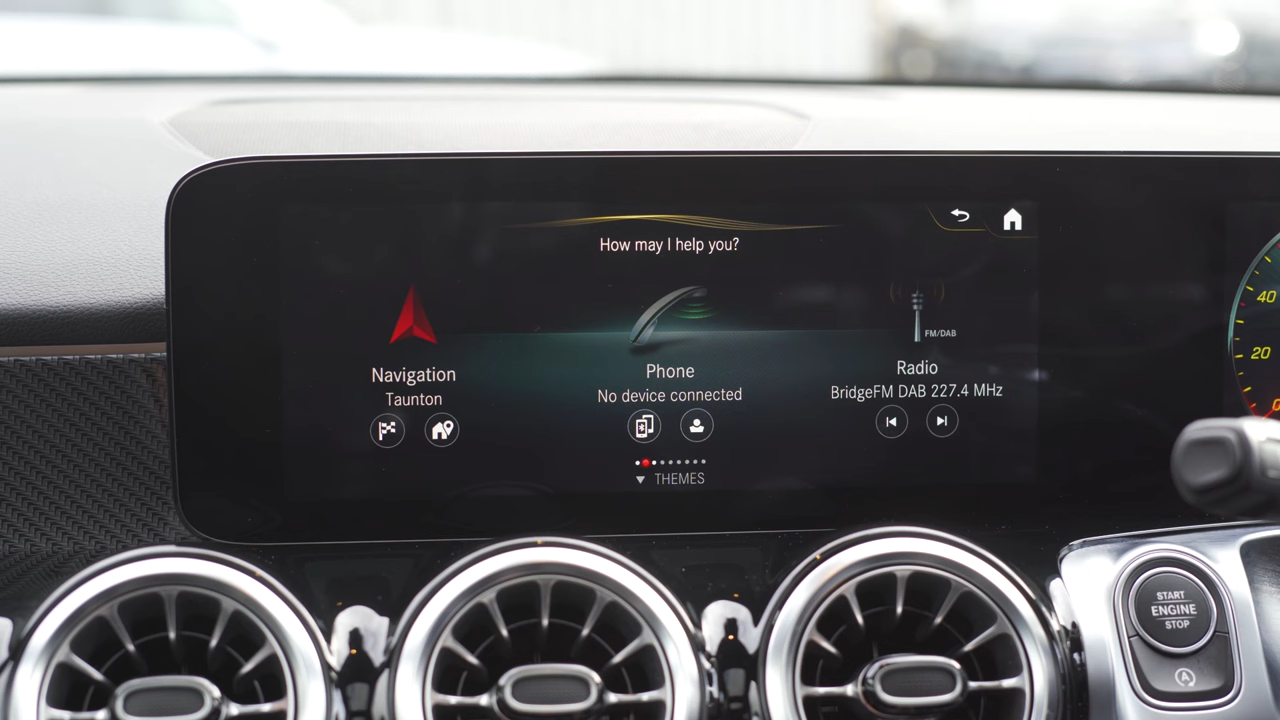 How may I help you?
Navigation
Taunton
Phone
No device connected
FM/DAB
Radio
BridgeFM DAB 227.4 MHz
THEMES
40
20
0
START
ENGINE
STOP
A